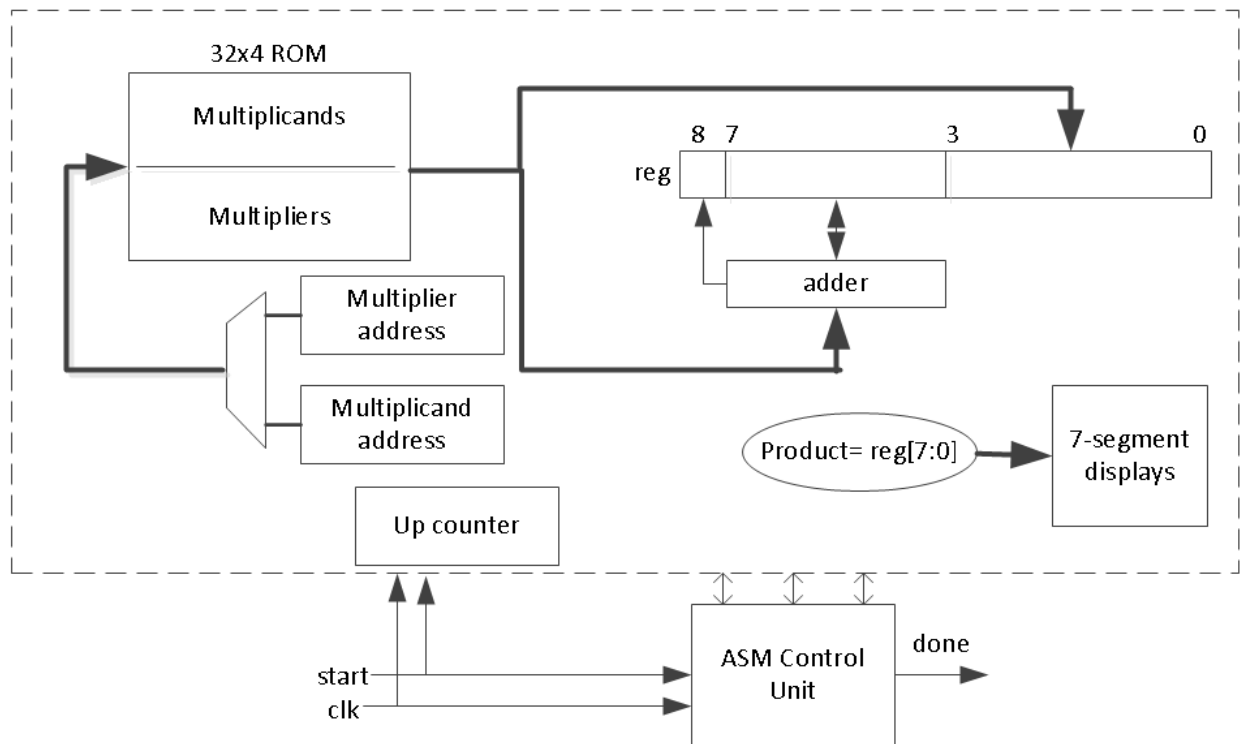 32x4 ROM
Multiplicands
Multipliers
8 7 3 0
reg
adder
Multiplier
address
Multiplicand
address
Product= reg[7:0]
7-segment
displays
Up counter
start
clk
ASM Control
Unit
done